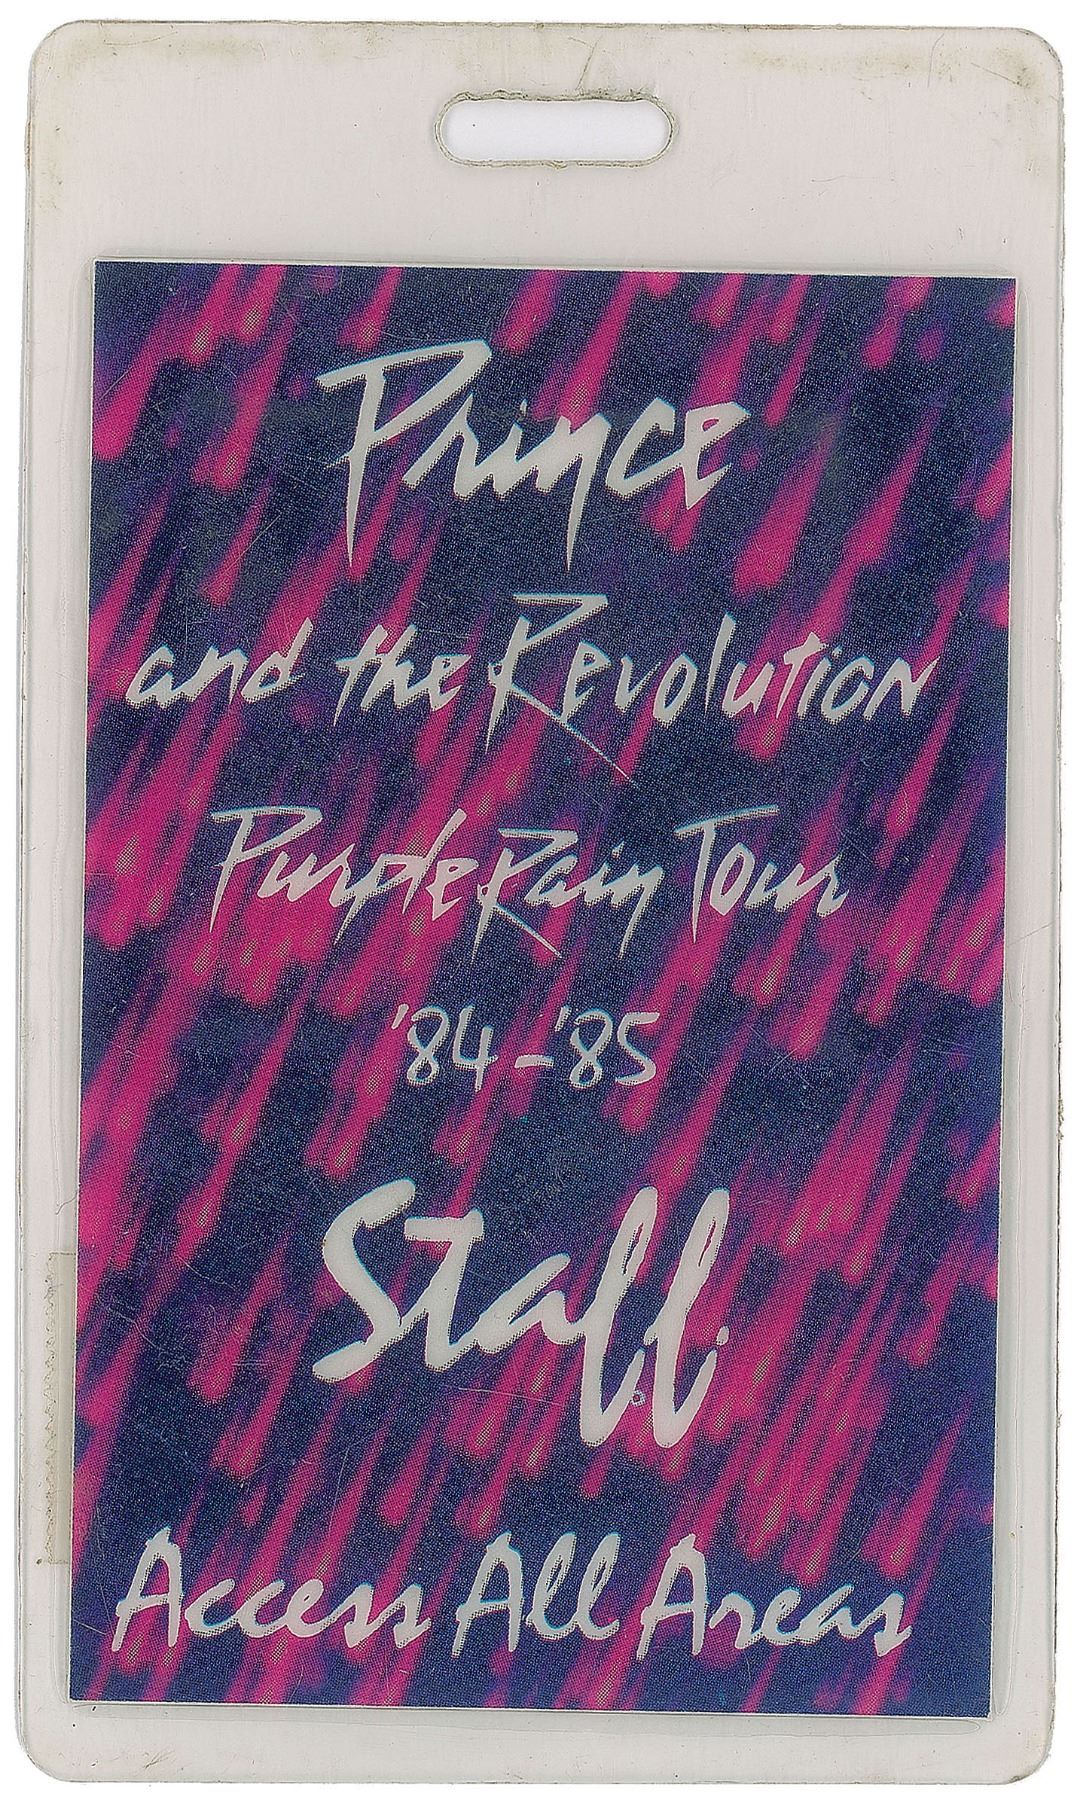 Prince
and the Revolution
Purple Rain Tour
'84-'85
Staff
Access All Areas